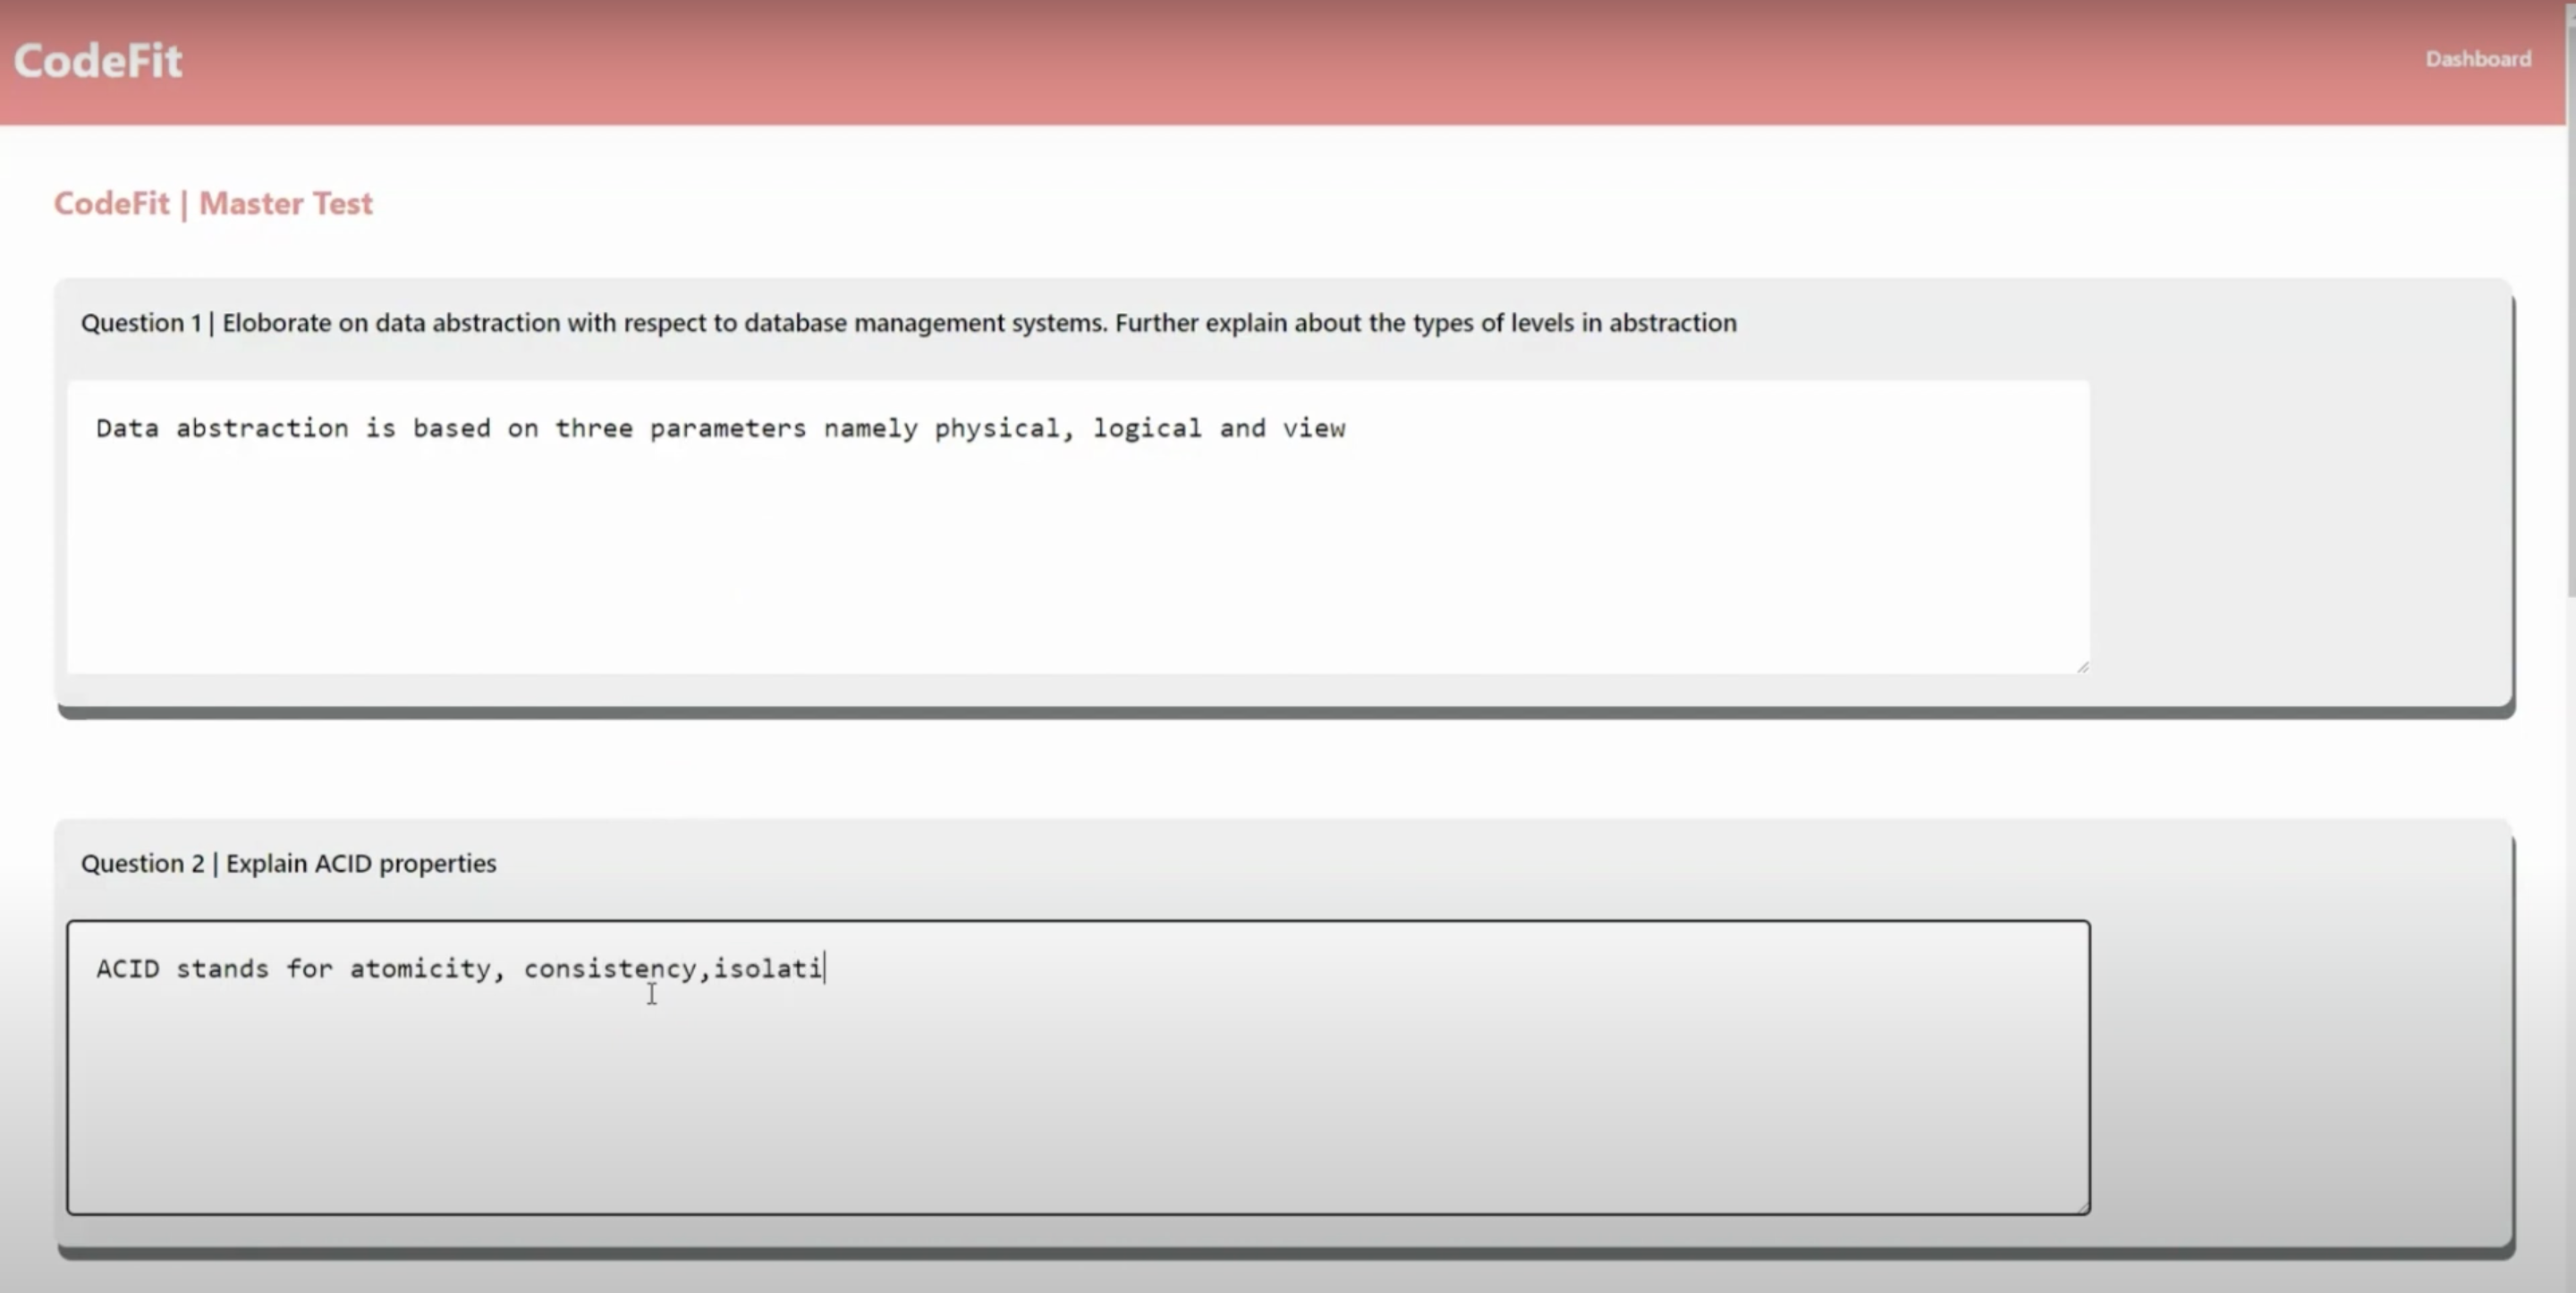 CodeFit
Dashboard
CodeFit | Master Test
Question 1 | Eloborate on data abstraction with respect to database management systems. Further explain about the types of levels in abstraction
Data abstraction is based on three parameters namely physical, logical and view
Question 2 | Explain ACID properties
ACID stands for atomicity, consistency,isolati